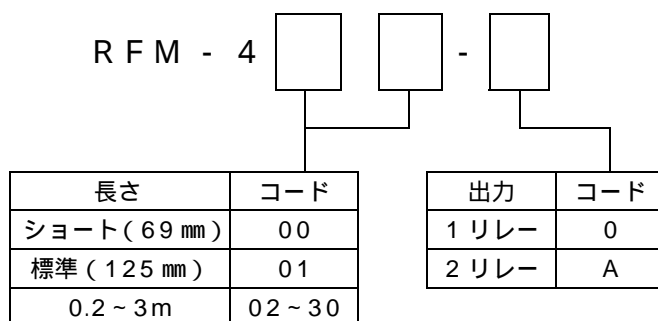 RFM-4 -
長さ コード
ショート(69㎜) 00
標準(125㎜) 01
0.2~3m 02~30
出力 コード
1リレー 0
2リレー A